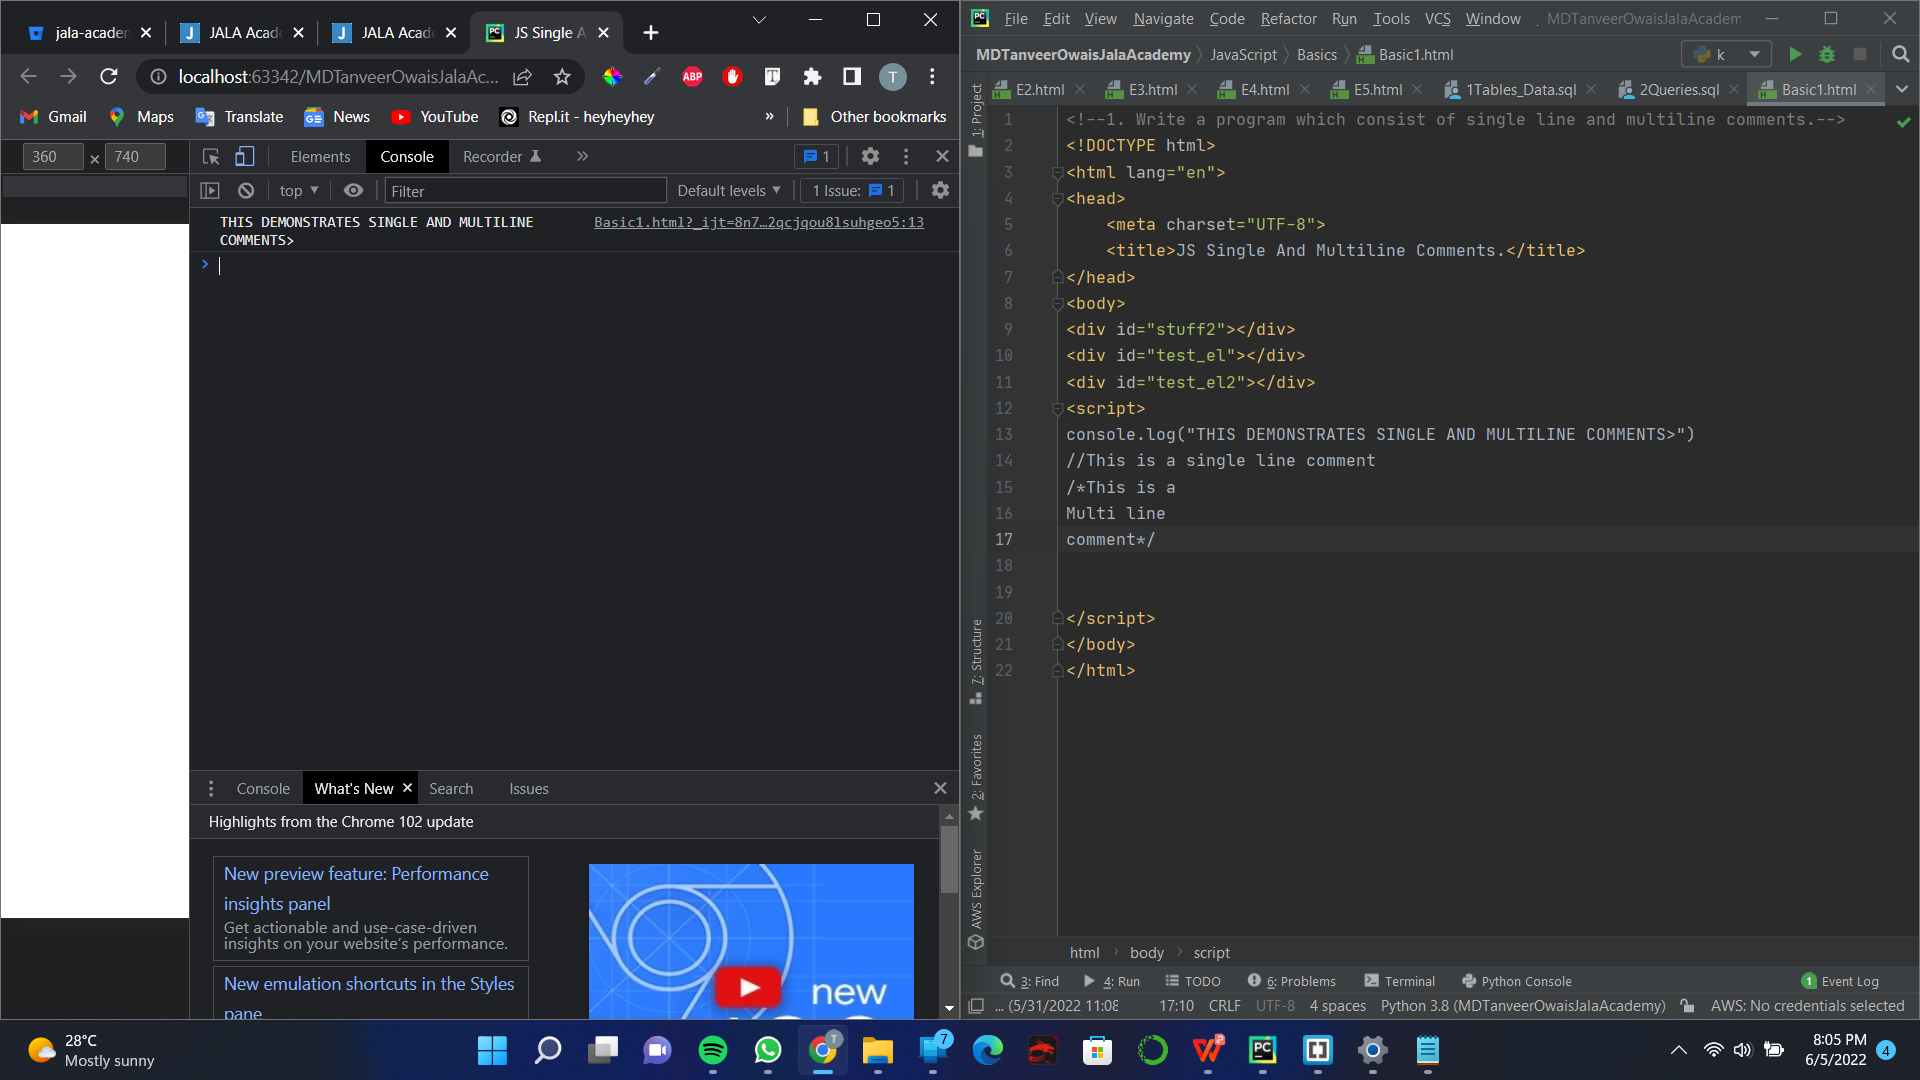 jala-acaden
JALA Acade
JALA Acade
JS Single A
localhost:63342/MDTanveerOwaisJalaAc...
ABP
T
Gmail
Maps
Translate
News
YouTube
Repl.it - heyheyhey
»
Other bookmarks
360 × 740
Elements
Console
Recorder
»
1
top
Filter
Default levels
1 Issue: 1
THIS DEMONSTRATES SINGLE AND MULTILINE
COMMENTS>
Basic1.html?_ijt=8n7…2qcjqou8lsuhgeo5:13
Console
What's New
Search
Issues
Highlights from the Chrome 102 update
New preview feature: Performance
insights panel
Get actionable and use-case-driven
insights on your website's performance.
New emulation shortcuts in the Styles
pane
new
PC
File Edit View Navigate Code Refactor Run Tools VCS Window
MDTanveerOwaisJalaAcadem
MDTanveerOwaisJalaAcademy
JavaScript
Basics
Basic1.html
k
1: Project
E2.html
E3.html
E4.html
E5.html
1Tables_Data.sql
2Queries.sql
Basic1.html
1 <!--1. Write a program which consist of single line and multiline comments.-->
2 <!DOCTYPE html>
3 <html lang="en">
4 <head>
5 <meta charset="UTF-8">
6 <title>JS Single And Multiline Comments.</title>
7 </head>
8 <body>
9 <div id="stuff2"></div>
10 <div id="test_el"></div>
11 <div id="test_el2"></div>
12 <script>
13 console.log("THIS DEMONSTRATES SINGLE AND MULTILINE COMMENTS>")
14 //This is a single line comment
15 /*This is a
16 Multi line
17 comment*/
18
19
20 </script>
21 </body>
22 </html>
7: Structure
2: Favorites
AWS Explorer
html
body
script
3: Find
4: Run
TODO
6: Problems
Terminal
Python Console
1 Event Log
... (5/31/2022 11:08
17:10
CRLF
UTF-8
4 spaces
Python 3.8 (MDTanveerOwaisJalaAcademy)
AWS: No credentials selected
28°C
Mostly sunny
T
7
PC
8:05 PM
6/5/2022
4